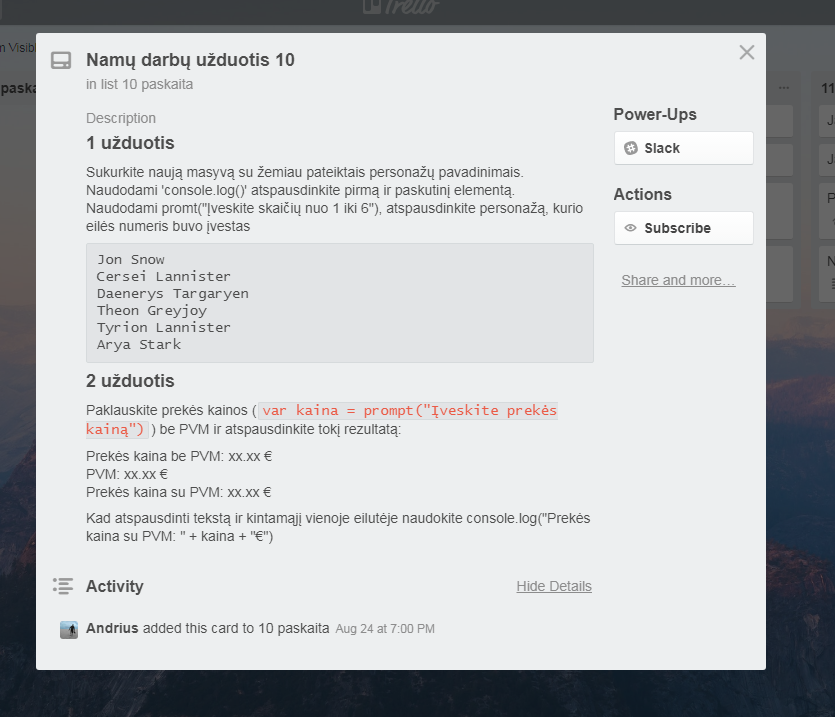 Trello
n Visibl
paska
11
Namų darbų užduotis 10
in list 10 paskaita
Description
1 užduotis
Sukurkite naują masyvą su žemiau pateiktais personažų pavadinimais.
Naudodami 'console.log()' atspausdinkite pirmą ir paskutinį elementą.
Naudodami promt("Įveskite skaičių nuo 1 iki 6"), atspausdinkite personažą, kurio
eilės numeris buvo įvestas
Jon Snow
Cersei Lannister
Daenerys Targaryen
Theon Greyjoy
Tyrion Lannister
Arya Stark
2 užduotis
Paklauskite prekės kainos ( var kaina = prompt("Įveskite prekės
kainą") ) be PVM ir atspausdinkite tokį rezultatą:
Prekės kaina be PVM: xx.xx €
PVM: xx.xx €
Prekės kaina su PVM: xx.xx €
Kad atspausdinti tekstą ir kintamąjį vienoje eilutėje naudokite console.log("Prekės
kaina su PVM: " + kaina + "€")
Activity
Hide Details
Andrius added this card to 10 paskaita Aug 24 at 7:00 PM
Power-Ups
Slack
Actions
Subscribe
Share and more…